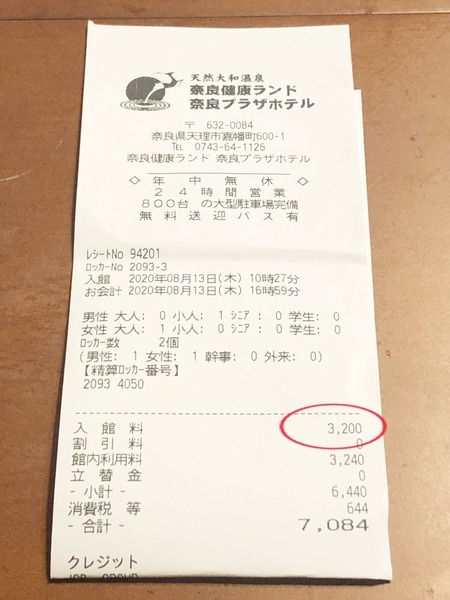 天然大和温泉
奈良健康ランド
奈良プラザホテル
〒 632-0084
奈良県天理市嘉幡町600-1
TEL 0743-64-1126
奈良健康ランド 奈良プラザホテル
◇ 年 中 無 休 ◇
２４時間営業
８００台 の大型駐車場完備
無料送迎バス有
ﾚｼｰﾄNo 94201
ﾛｯｶｰNo 2093-3
入館 2020年08月13日(木) 10時27分
お会計 2020年08月13日(木) 16時59分
男性 大人: 0 小人: 1 ｼﾆｱ : 0 学生: 0
女性 大人: 1 小人: 0 ｼﾆｱ : 0 学生: 0
ﾛｯｶｰ数 2個
(男性: 1 女性: 1 幹事: 0 外来: 0)
【精算ﾛｯｶｰ番号】
2093 4050
入 館 料 3,200
割 引 料 0
館内利用料 3,240
立 替 金 0
- 小計 - 6,440
消費税 等 644
- 合計 - 7,084
クレジット
JCB GROUP